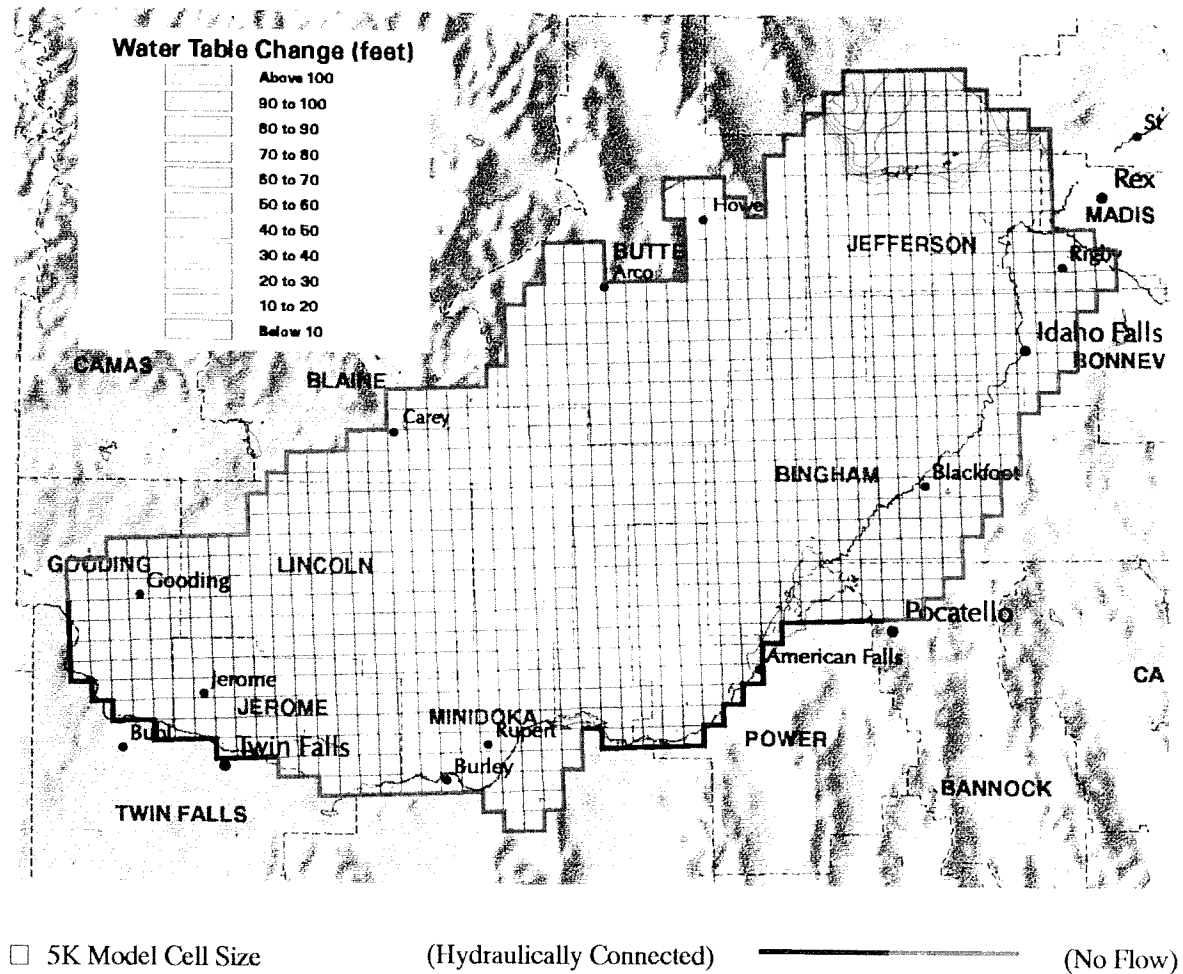 Water Table Change (feet)
Above 100
90 to 100
80 to 90
70 to 80
60 to 70
50 to 60
40 to 50
30 to 40
20 to 30
10 to 20
Below 10
St
Rex
MADIS
Howe
JEFFERSON
BUTTE
Arco
Rigby
Idaho Falls
BONNEV
CAMAS
BLAINE
Carey
BINGHAM
Blackfoot
GOODING
Gooding
LINCOLN
Pocatello
American Falls
CA
Jerome
JEROME
MINIDOKA
Rupert
Buhl
Twin Falls
POWER
Burley
BANNOCK
TWIN FALLS
5K Model Cell Size (Hydraulically Connected) (No Flow)